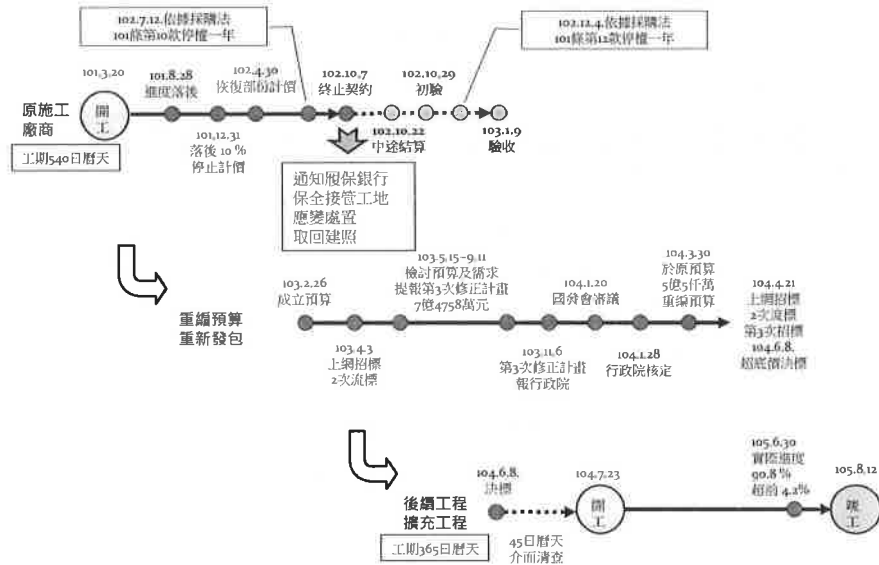 102.7.12.依據採購法
101條第10款停權一年
102.12.4.依據採購法
101條第12款停權一年
原施工
廠商
工期540日曆天
101.3.20
開
工
101.8.28
進度落後
101.12.31
落後 10 %
停止計價
102.4.30
恢復部份計價
102.10.7
終止契約
102.10.22
中途結算
102.10.29
初驗
103.1.9
驗收
通知履保銀行
保全接管工地
應變處置
取回建照
重編預算
重新發包
103.2.26
成立預算
103.4.3
上網招標
2次流標
103.5.15~9.11
檢討預算及需求
提報第3次修正計畫
7億4758萬元
103.11.6
第3次修正計畫
報行政院
104.1.20
國發會審議
104.1.28
行政院核定
104.3.30
於原預算
5億5仟萬
重編預算
104.4.21
上網招標
2次流標
第3次招標
104.6.8.
超底價決標
後續工程
擴充工程
工期365日曆天
104.6.8.
決標
45日曆天
介面清查
104.7.23
開
工
105.6.30
實際進度
90.8 %
超前 4.2%
105.8.12
竣
工